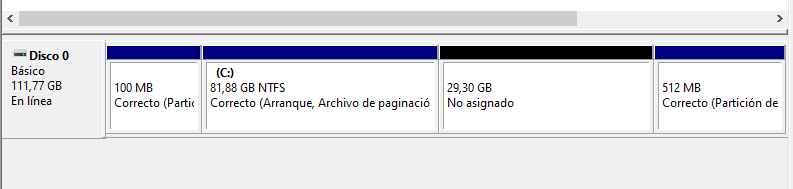 Disco 0
Básico
111,77 GB
En línea
100 MB
Correcto (Partic
(C:)
81,88 GB NTFS
Correcto (Arranque, Archivo de paginació
29,30 GB
No asignado
512 MB
Correcto (Partición de